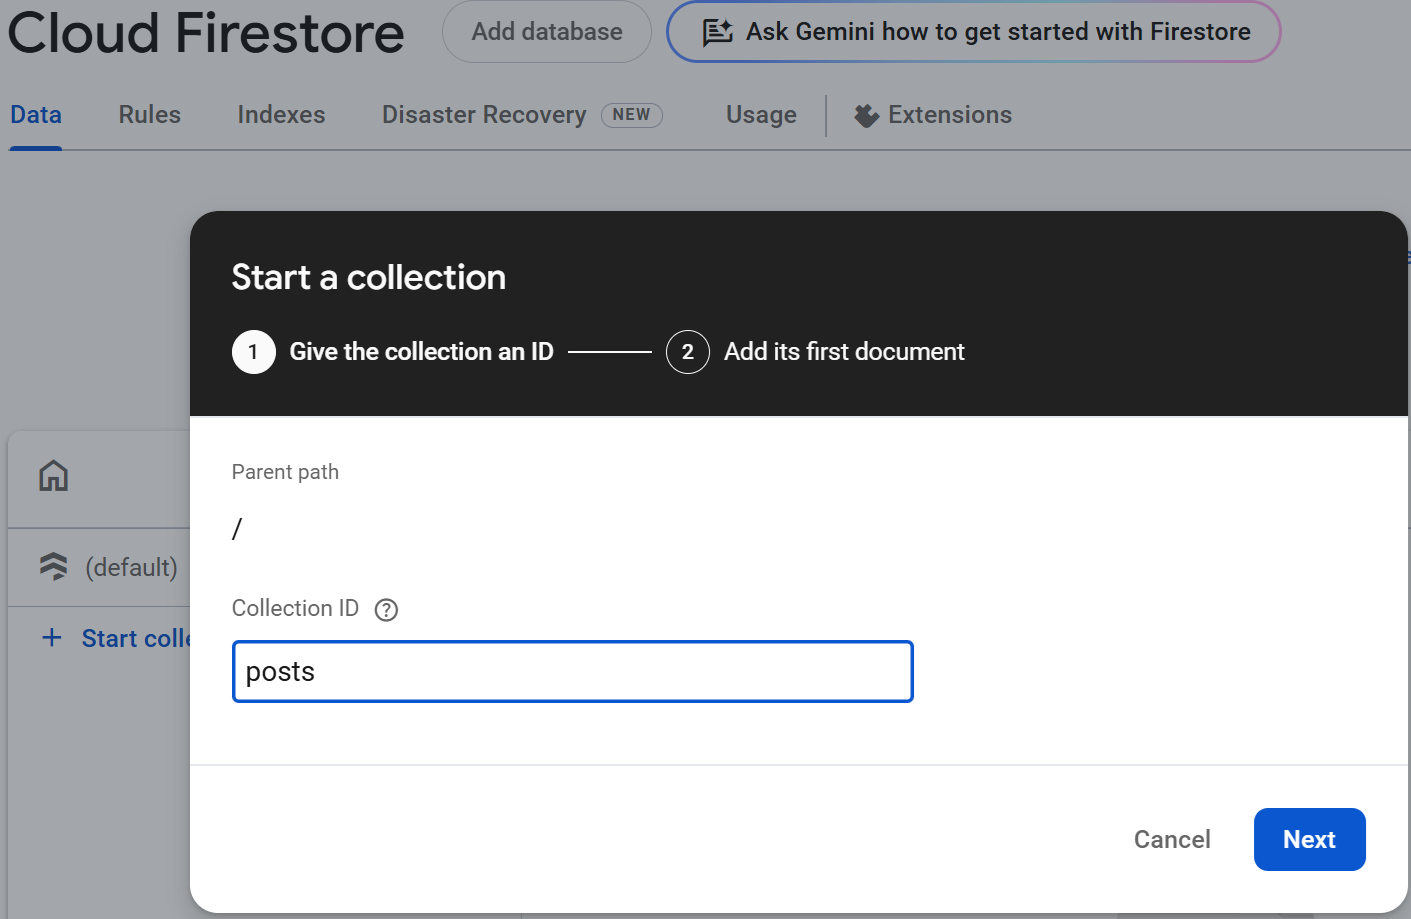 Cloud Firestore
Add database
Ask Gemini how to get started with Firestore
Data
Rules
Indexes
Disaster Recovery
NEW
Usage
Extensions
Start a collection
1
Give the collection an ID
2
Add its first document
Parent path
/
(default)
Collection ID
?
+ Start colle
posts
Cancel
Next